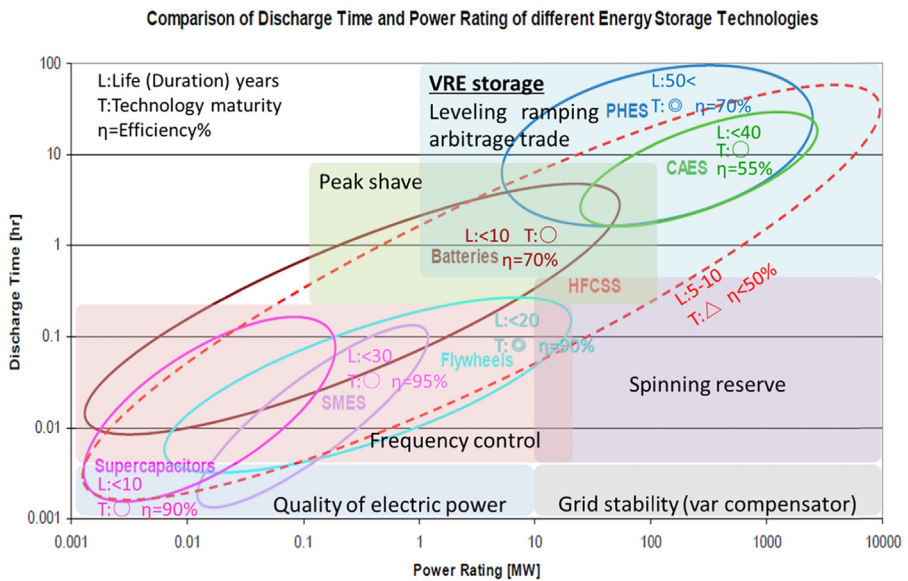 Comparison of Discharge Time and Power Rating of different Energy Storage Technologies
Discharge Time [hr]
100
10
1
0.1
0.01
0.001
L:Life (Duration) years
T:Technology maturity
η=Efficiency%
VRE storage
Leveling ramping
arbitrage trade
PHES
L:50<
T:◎ η=70%
CAES
L:<40
T:○
η=55%
Peak shave
Batteries
L:<10 T:○
η=70%
HFCSS
L:5-10
T:△ η<50%
Flywheels
L:<20
T:◎ η=90%
SMES
L:<30
T:○ η=95%
Spinning reserve
Frequency control
Supercapacitors
L:<10
T:○ η=90%
Quality of electric power
Grid stability (var compensator)
0.001
0.01
0.1
1
10
100
1000
10000
Power Rating [MW]